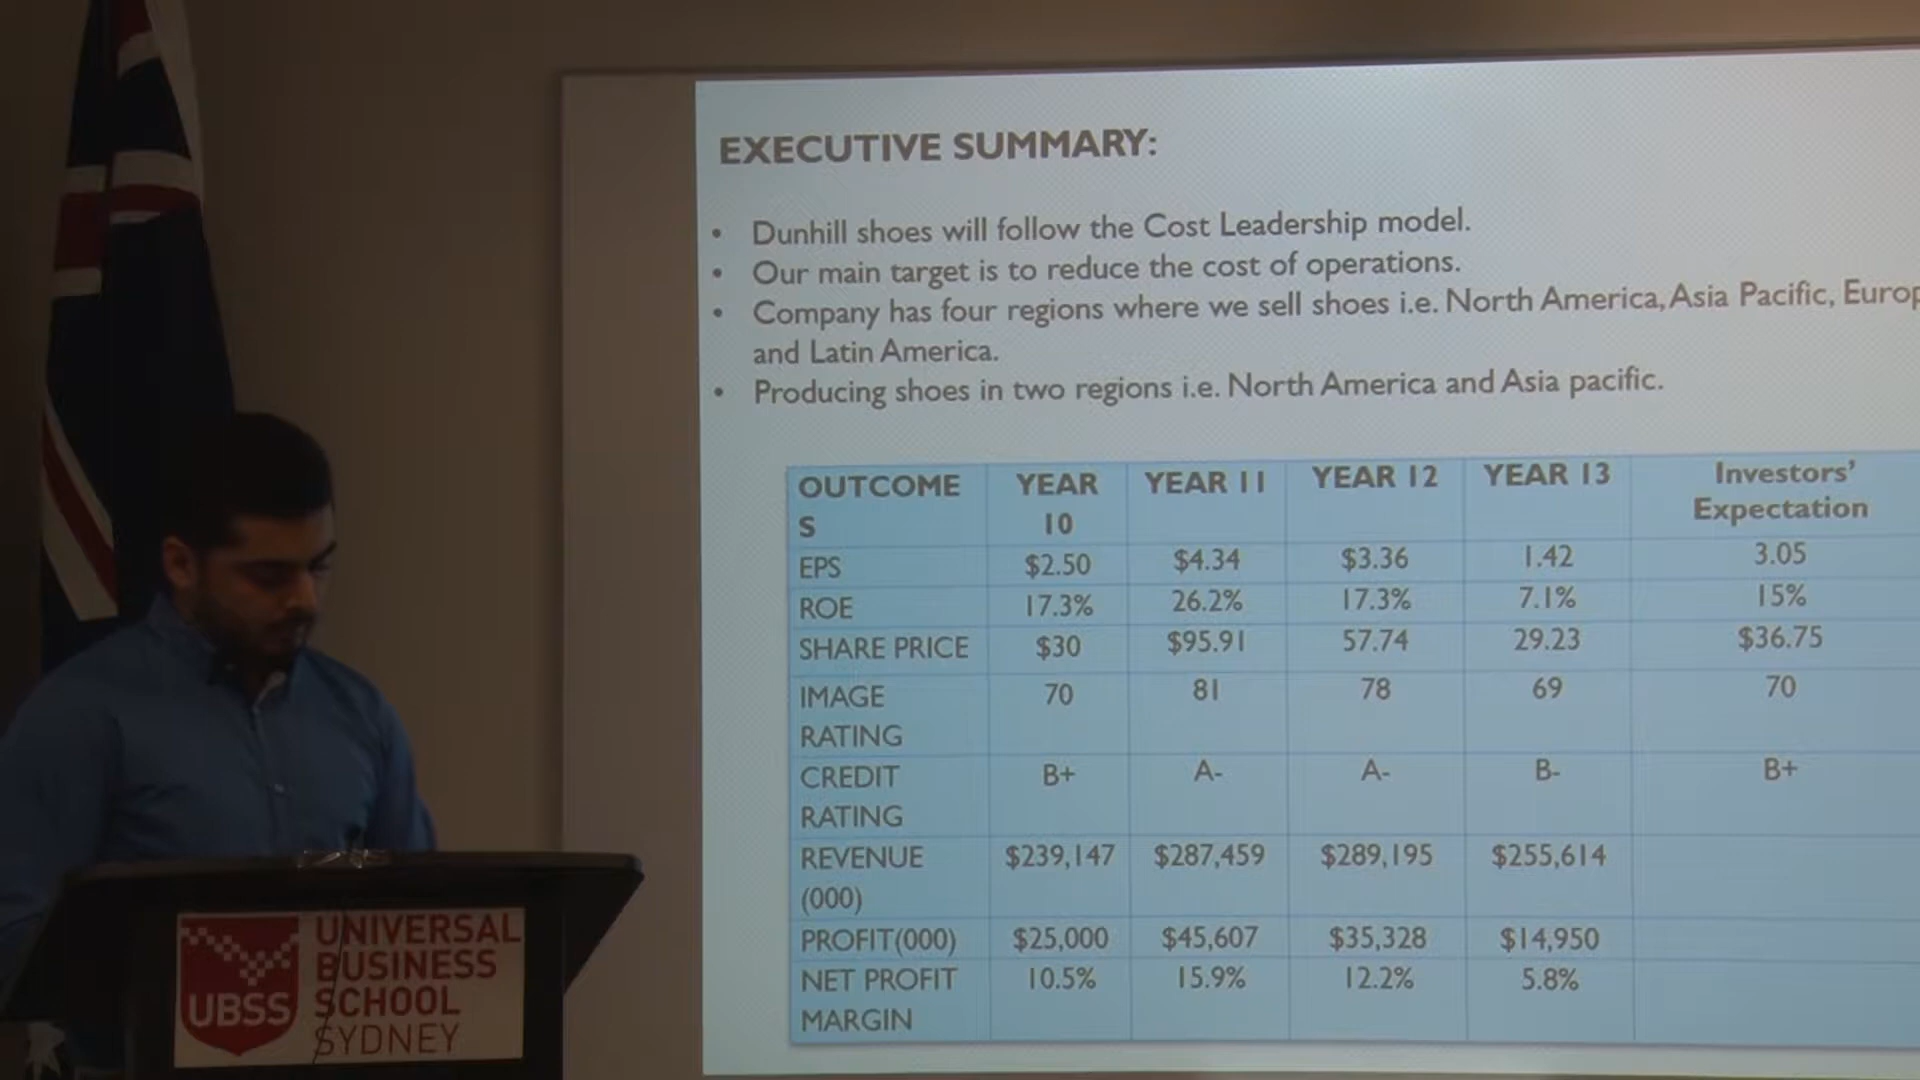 EXECUTIVE SUMMARY:
• Dunhill shoes will follow the Cost Leadership model.
• Our main target is to reduce the cost of operations.
• Company has four regions where we sell shoes i.e. North America, Asia Pacific, Europ
and Latin America.
• Producing shoes in two regions i.e. North America and Asia pacific.
OUTCOME
S
YEAR
10
YEAR 11
YEAR 12
YEAR 13
Investors'
Expectation
EPS $2.50 $4.34 $3.36 1.42 3.05
ROE 17.3% 26.2% 17.3% 7.1% 15%
SHARE PRICE $30 $95.91 57.74 29.23 $36.75
IMAGE
RATING
70 81 78 69 70
CREDIT
RATING
B+ A- A- B- B+
REVENUE
(000)
$239,147 $287,459 $289,195 $255,614
PROFIT(000) $25,000 $45,607 $35,328 $14,950
NET PROFIT
MARGIN
10.5% 15.9% 12.2% 5.8%
UBSS
UNIVERSAL
BUSINESS
SCHOOL
SYDNEY